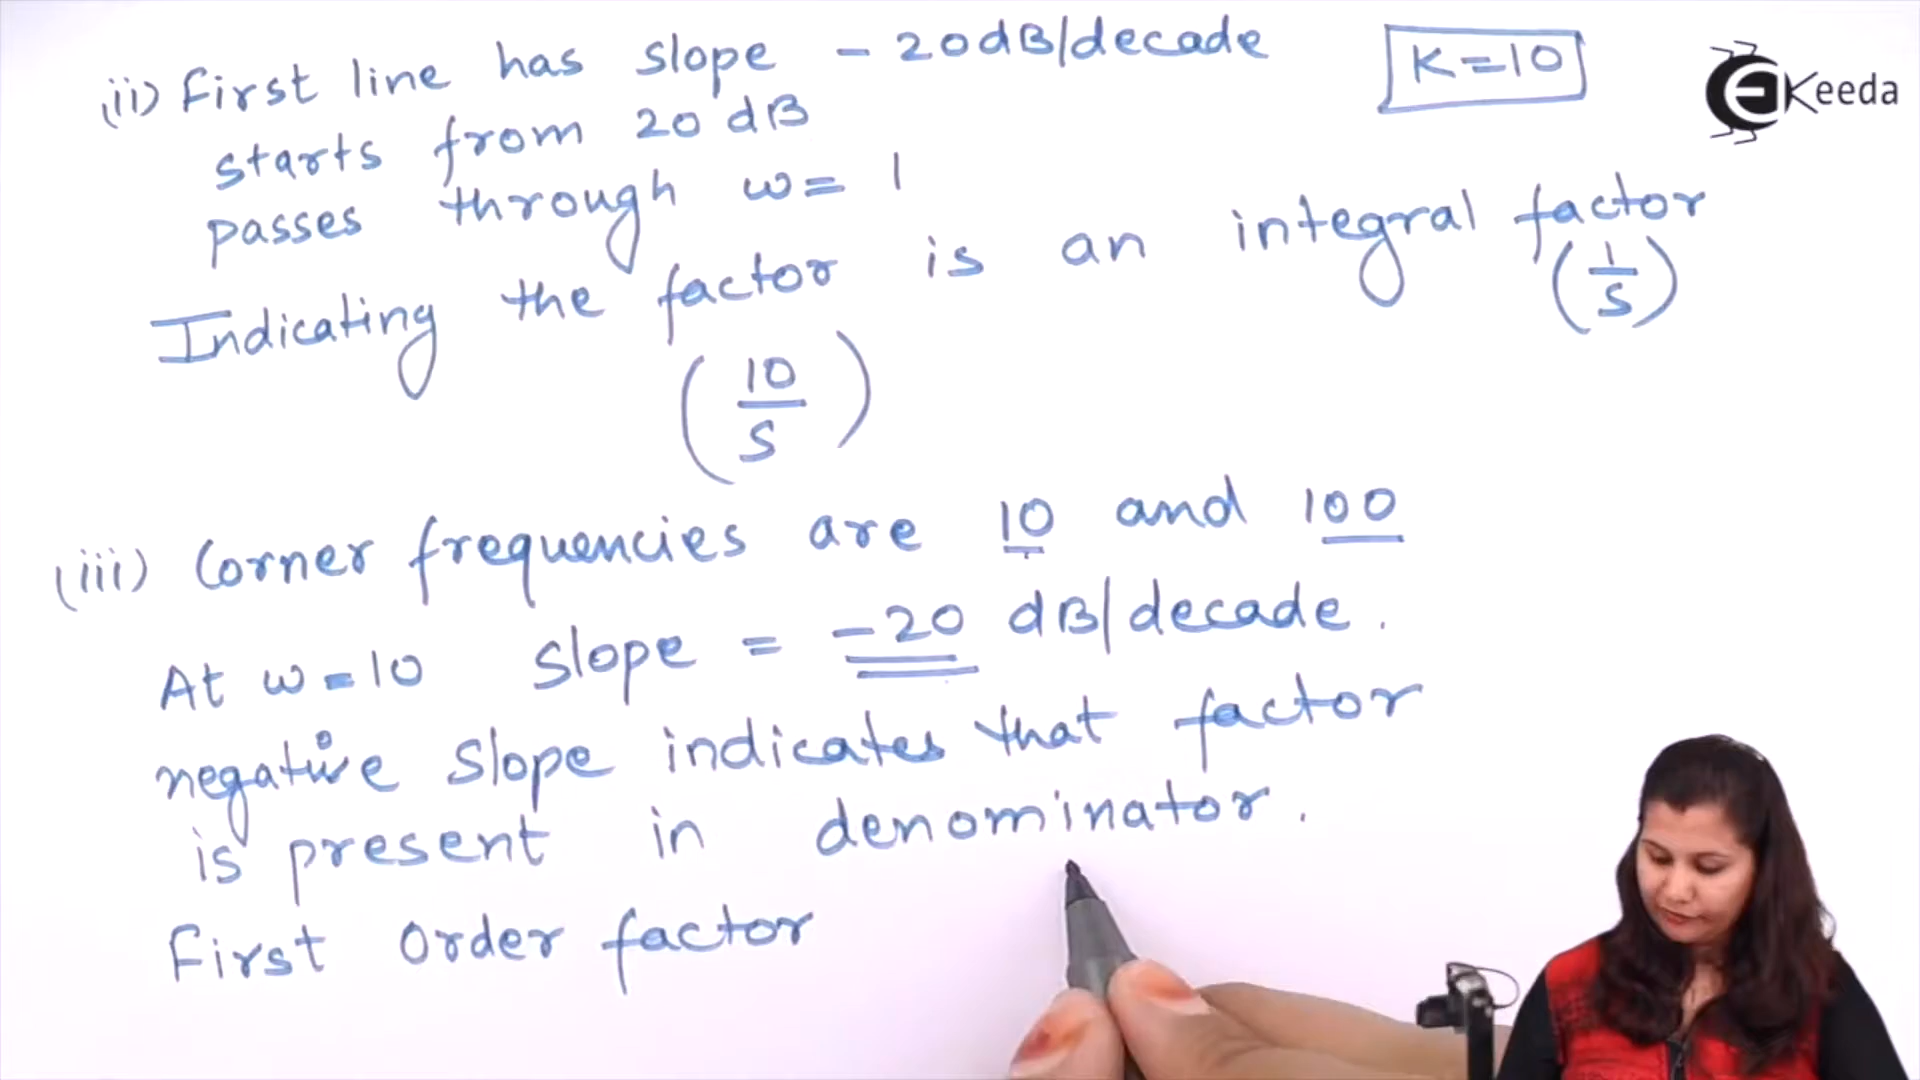 (ii) First line has slope - 20dB/decade
K=10
EKeeda
starts from 20 dB
passes through ω= 1
Indicating the factor is an integral factor
(1/s)
(10/s)
(iii) Corner frequencies are 10 and 100
At ω=10 slope = -20 dB/decade.
negative slope indicates that factor
is present in denominator.
First Order factor